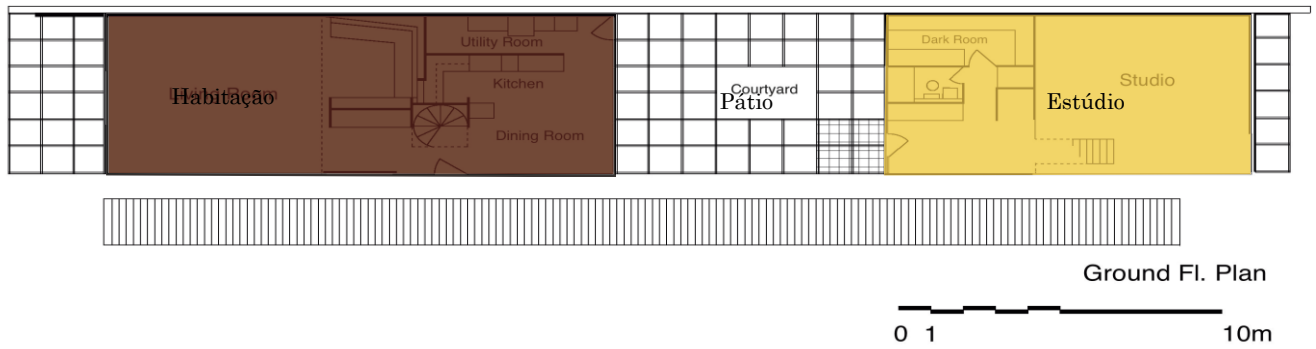 Utility Room
Dark Room
Kitchen
Studio
Habitação
Courtyard
Pátio
Estúdio
Dining Room
Ground Fl. Plan
0 1 10m